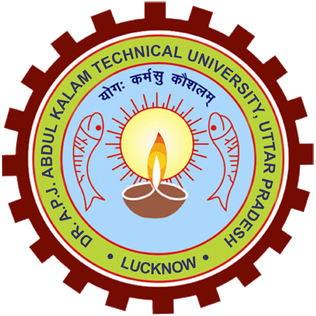 DR. A.P.J. ABDUL KALAM TECHNICAL UNIVERSITY, UTTAR PRADESH
योगः कर्मसु कौशलम्
• LUCKNOW •